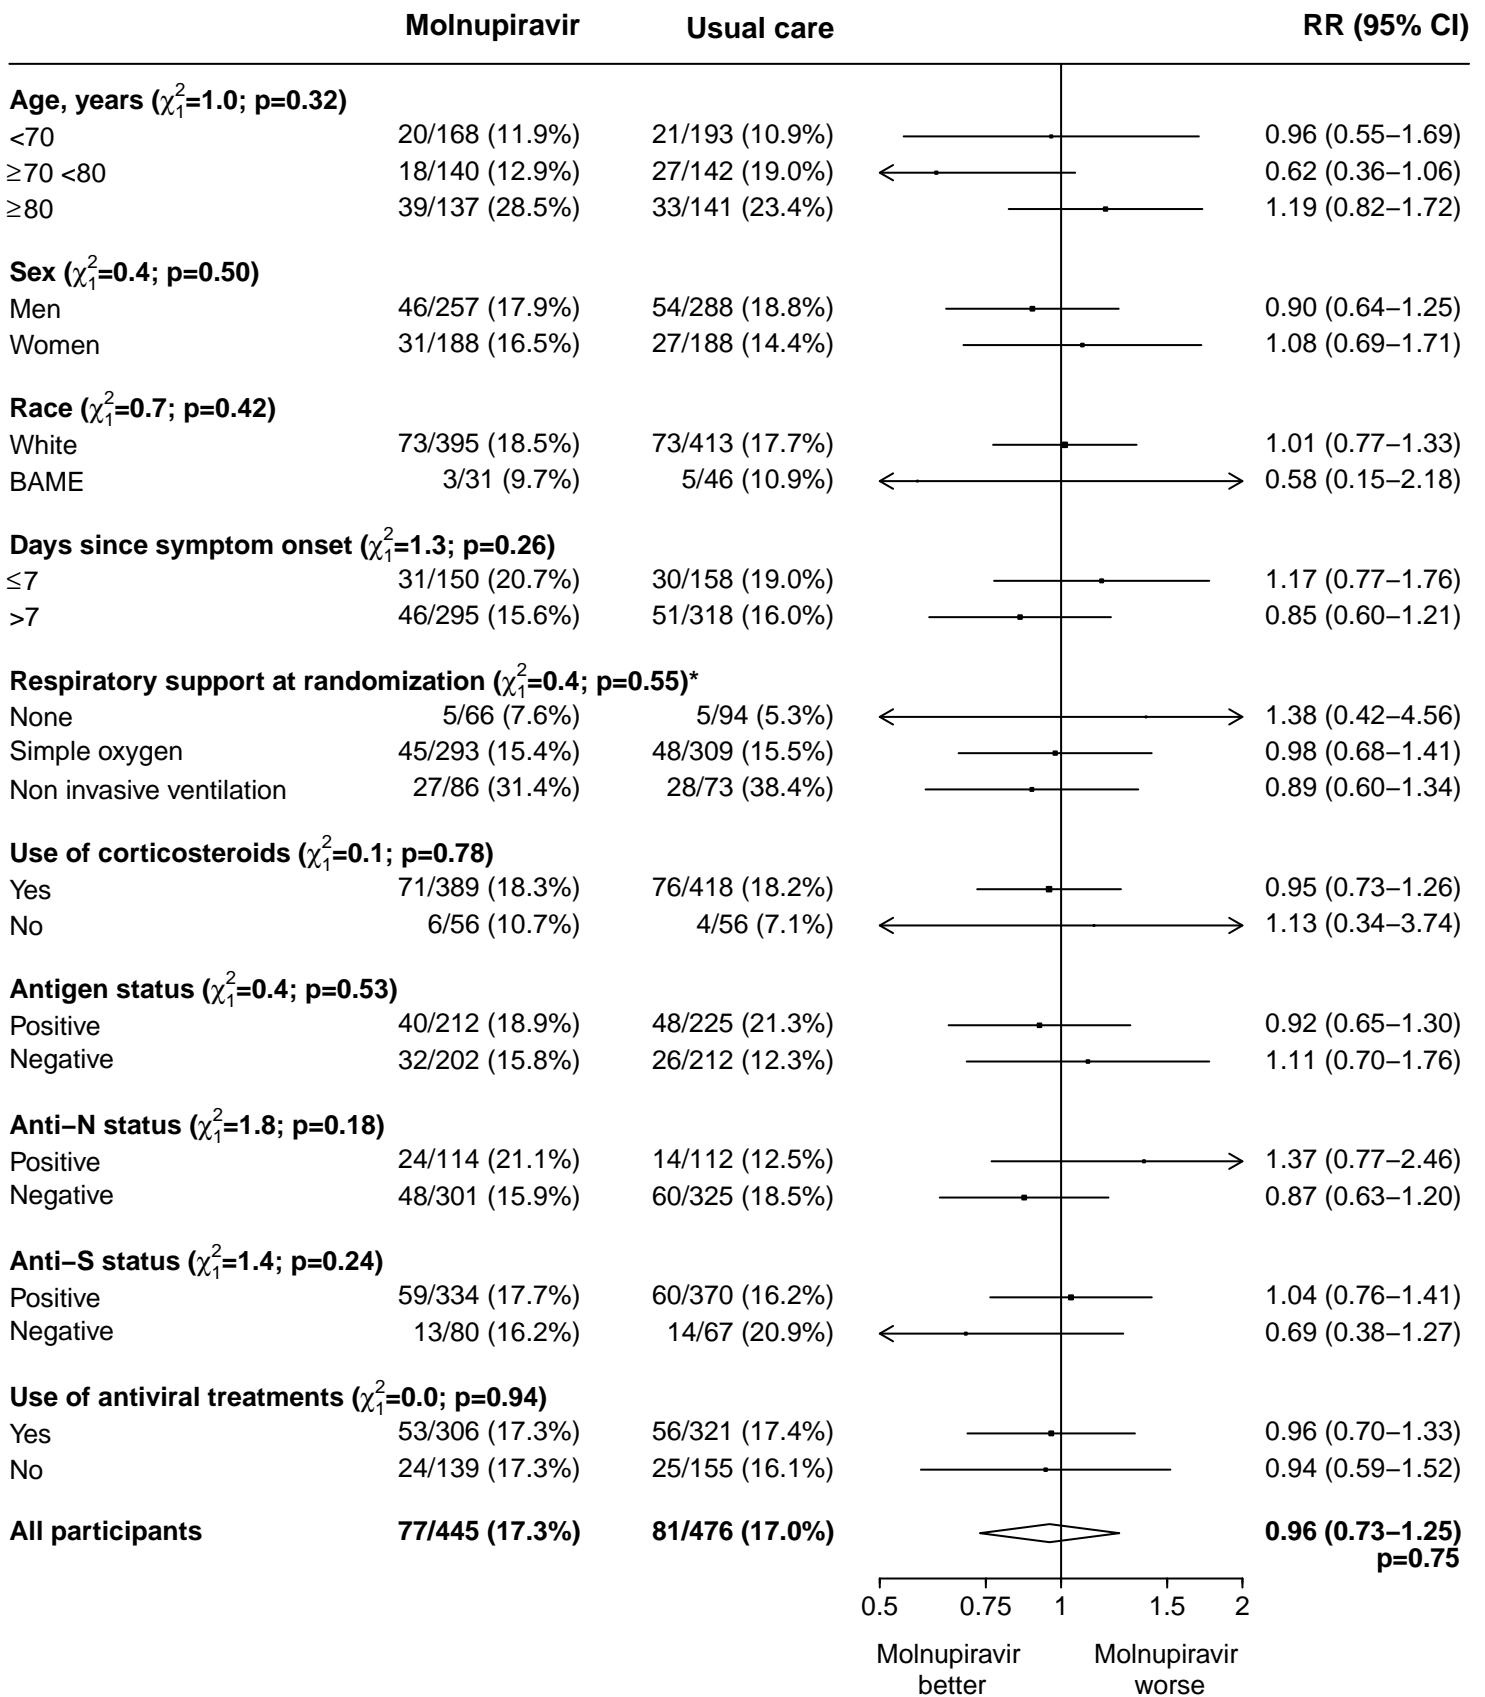 Molnupiravir Usual care RR (95% CI)
Age, years (χ²₁=1.0; p=0.32)
<70 20/168 (11.9%) 21/193 (10.9%) 0.96 (0.55−1.69)
≥70 <80 18/140 (12.9%) 27/142 (19.0%) 0.62 (0.36−1.06)
≥80 39/137 (28.5%) 33/141 (23.4%) 1.19 (0.82−1.72)
Sex (χ²₁=0.4; p=0.50)
Men 46/257 (17.9%) 54/288 (18.8%) 0.90 (0.64−1.25)
Women 31/188 (16.5%) 27/188 (14.4%) 1.08 (0.69−1.71)
Race (χ²₁=0.7; p=0.42)
White 73/395 (18.5%) 73/413 (17.7%) 1.01 (0.77−1.33)
BAME 3/31 (9.7%) 5/46 (10.9%) 0.58 (0.15−2.18)
Days since symptom onset (χ²₁=1.3; p=0.26)
≤7 31/150 (20.7%) 30/158 (19.0%) 1.17 (0.77−1.76)
>7 46/295 (15.6%) 51/318 (16.0%) 0.85 (0.60−1.21)
Respiratory support at randomization (χ²₁=0.4; p=0.55)*
None 5/66 (7.6%) 5/94 (5.3%) 1.38 (0.42−4.56)
Simple oxygen 45/293 (15.4%) 48/309 (15.5%) 0.98 (0.68−1.41)
Non invasive ventilation 27/86 (31.4%) 28/73 (38.4%) 0.89 (0.60−1.34)
Use of corticosteroids (χ²₁=0.1; p=0.78)
Yes 71/389 (18.3%) 76/418 (18.2%) 0.95 (0.73−1.26)
No 6/56 (10.7%) 4/56 (7.1%) 1.13 (0.34−3.74)
Antigen status (χ²₁=0.4; p=0.53)
Positive 40/212 (18.9%) 48/225 (21.3%) 0.92 (0.65−1.30)
Negative 32/202 (15.8%) 26/212 (12.3%) 1.11 (0.70−1.76)
Anti−N status (χ²₁=1.8; p=0.18)
Positive 24/114 (21.1%) 14/112 (12.5%) 1.37 (0.77−2.46)
Negative 48/301 (15.9%) 60/325 (18.5%) 0.87 (0.63−1.20)
Anti−S status (χ²₁=1.4; p=0.24)
Positive 59/334 (17.7%) 60/370 (16.2%) 1.04 (0.76−1.41)
Negative 13/80 (16.2%) 14/67 (20.9%) 0.69 (0.38−1.27)
Use of antiviral treatments (χ²₁=0.0; p=0.94)
Yes 53/306 (17.3%) 56/321 (17.4%) 0.96 (0.70−1.33)
No 24/139 (17.3%) 25/155 (16.1%) 0.94 (0.59−1.52)
All participants 77/445 (17.3%) 81/476 (17.0%) 0.96 (0.73−1.25)
p=0.75
0.5 0.75 1 1.5 2
Molnupiravir Molnupiravir
better worse